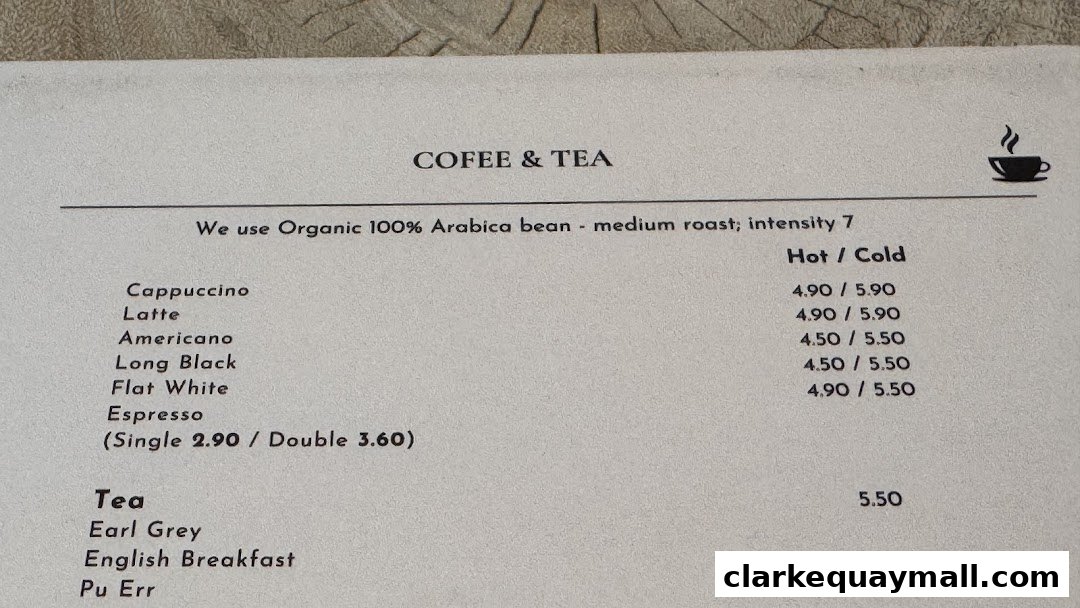 COFEE & TEA
We use Organic 100% Arabica bean - medium roast; intensity 7
Hot / Cold
Cappuccino 4.90 / 5.90
Latte 4.90 / 5.90
Americano 4.50 / 5.50
Long Black 4.50 / 5.50
Flat White 4.90 / 5.50
Espresso
(Single 2.90 / Double 3.60)
Tea 5.50
Earl Grey
English Breakfast
Pu Err
clarkequaymall.com